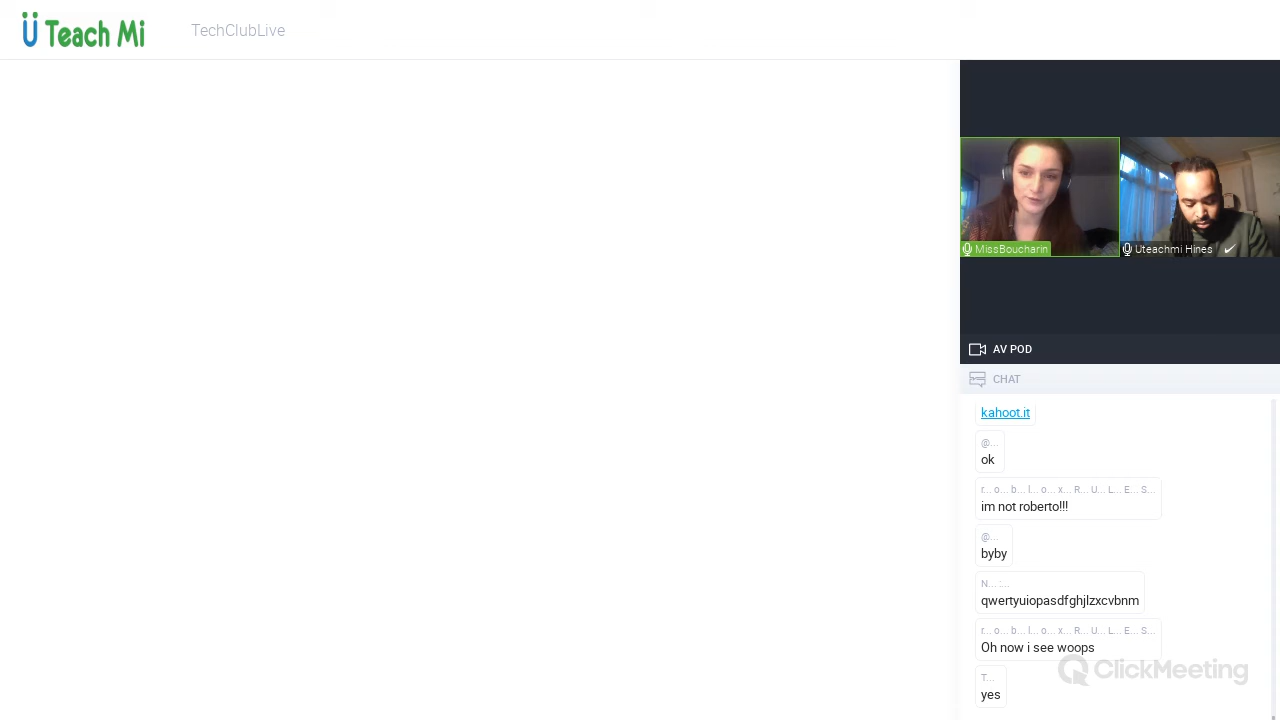 Ü Teach Mi
TechClubLive
MissBoucharin
Uteachmi Hines
AV POD
CHAT
kahoot.it
@...
ok
r... o... b... l... o... x... R... U... L... E... S...
im not roberto!!!
@...
byby
N... :...
qwertyuiopasdfghjlzxcvbnm
r... o... b... l... o... x... R... U... L... E... S...
Oh now i see woops
ClickMeeting
T...
yes